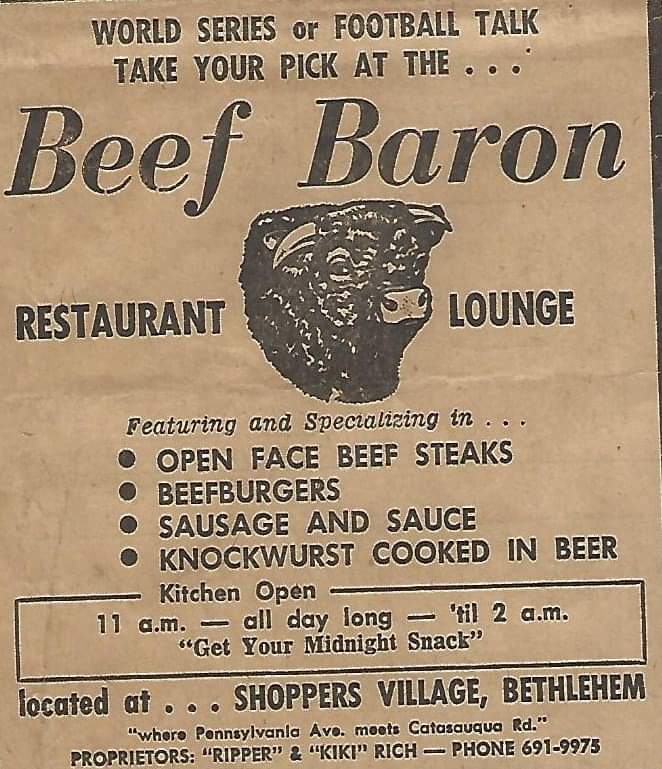 WORLD SERIES or FOOTBALL TALK
TAKE YOUR PICK AT THE . . .
Beef Baron
RESTAURANT LOUNGE
Featuring and Specializing in . . .
● OPEN FACE BEEF STEAKS
● BEEFBURGERS
● SAUSAGE AND SAUCE
● KNOCKWURST COOKED IN BEER
Kitchen Open
11 a.m. — all day long — 'til 2 a.m.
"Get Your Midnight Snack"
located at . . . SHOPPERS VILLAGE, BETHLEHEM
"where Pennsylvania Ave. meets Catasauqua Rd."
PROPRIETORS: "RIPPER" & "KIKI" RICH — PHONE 691-9975